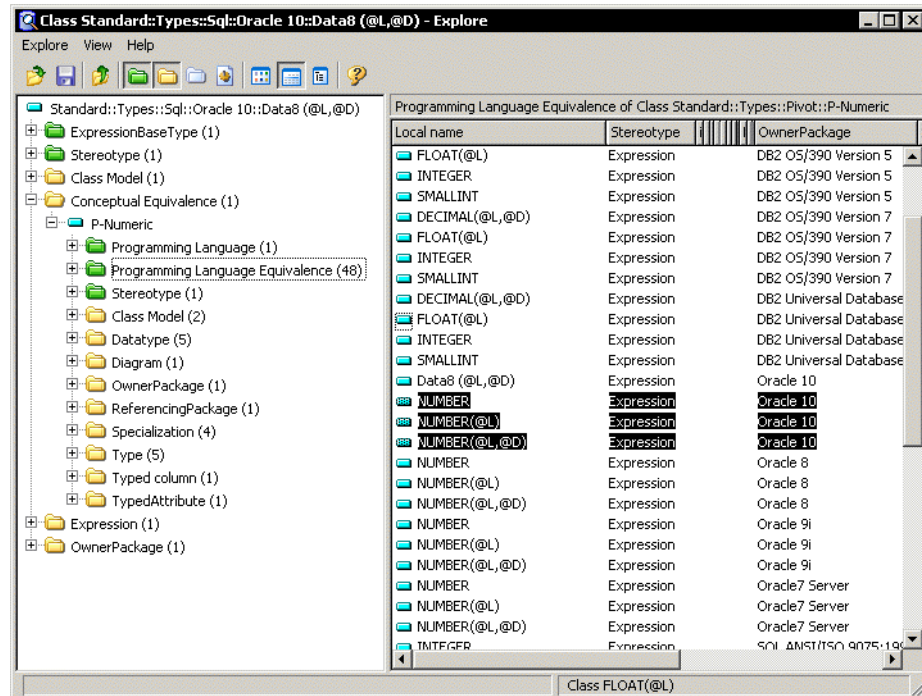 Class Standard::Types::Sql::Oracle 10::Data8 (@L,@D) - Explore
Explore View Help
Standard::Types::Sql::Oracle 10::Data8 (@L,@D)
ExpressionBaseType (1)
Stereotype (1)
Class Model (1)
Conceptual Equivalence (1)
P-Numeric
Programming Language (1)
Programming Language Equivalence (48)
Stereotype (1)
Class Model (2)
Datatype (5)
Diagram (1)
OwnerPackage (1)
ReferencingPackage (1)
Specialization (4)
Type (5)
Typed column (1)
TypedAttribute (1)
Expression (1)
OwnerPackage (1)
Programming Language Equivalence of Class Standard::Types::Pivot::P-Numeric
Local name Stereotype OwnerPackage
FLOAT(@L) Expression DB2 OS/390 Version 5
INTEGER Expression DB2 OS/390 Version 5
SMALLINT Expression DB2 OS/390 Version 5
DECIMAL(@L,@D) Expression DB2 OS/390 Version 7
FLOAT(@L) Expression DB2 OS/390 Version 7
INTEGER Expression DB2 OS/390 Version 7
SMALLINT Expression DB2 OS/390 Version 7
DECIMAL(@L,@D) Expression DB2 Universal Database
FLOAT(@L) Expression DB2 Universal Database
INTEGER Expression DB2 Universal Database
SMALLINT Expression DB2 Universal Database
Data8 (@L,@D) Expression Oracle 10
NUMBER Expression Oracle 10
NUMBER(@L) Expression Oracle 10
NUMBER(@L,@D) Expression Oracle 10
NUMBER Expression Oracle 8
NUMBER(@L) Expression Oracle 8
NUMBER(@L,@D) Expression Oracle 8
NUMBER Expression Oracle 9i
NUMBER(@L) Expression Oracle 9i
NUMBER(@L,@D) Expression Oracle 9i
NUMBER Expression Oracle7 Server
NUMBER(@L) Expression Oracle7 Server
NUMBER(@L,@D) Expression Oracle7 Server
INTEGER Expression SQL ANSI/ISO 9075:199
Class FLOAT(@L)